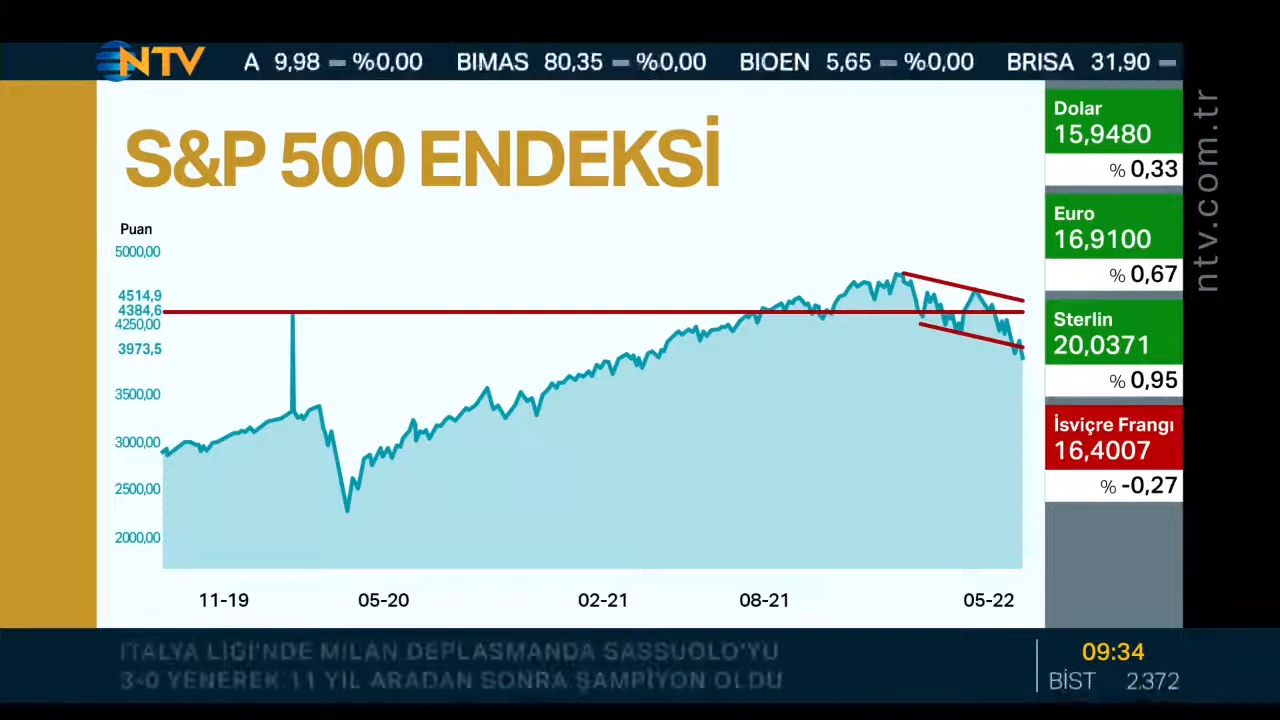 NTV A 9,98 %0,00 BIMAS 80,35 %0,00 BIOEN 5,65 %0,00 BRISA 31,90
S&P 500 ENDEKSİ
Puan
5000,00
4514,9
4384,6
4250,00
3973,5
3500,00
3000,00
2500,00
2000,00
11-19 05-20 02-21 08-21 05-22
Dolar
15,9480
% 0,33
Euro
16,9100
% 0,67
Sterlin
20,0371
% 0,95
İsviçre Frangı
16,4007
% -0,27
ntv.com.tr
İTALYA LİGİ'NDE MILAN DEPLASMANDA SASSUOLO'YU
3-0 YENEREK 11 YIL ARADAN SONRA ŞAMPİYON OLDU
09:34
BİST 2.372